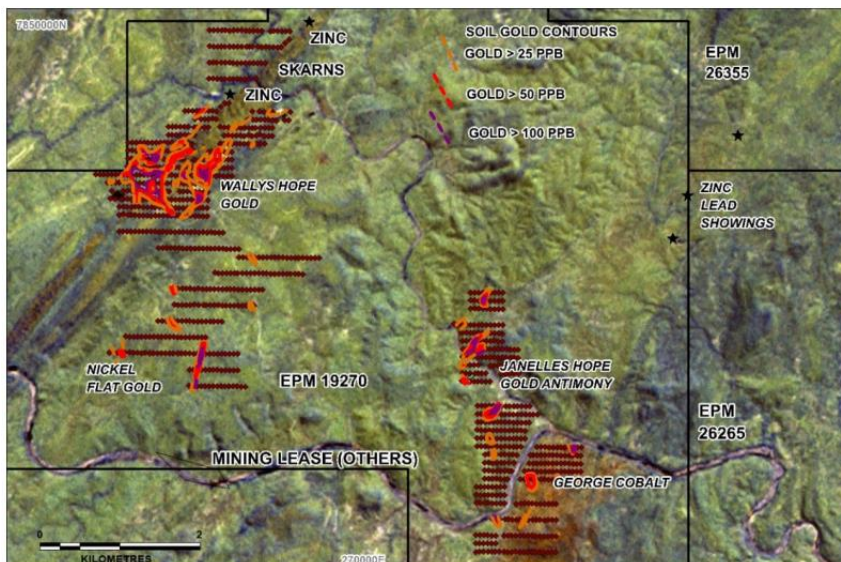 7850000N
ZINC
SKARNS
ZINC
SOIL GOLD CONTOURS
GOLD > 25 PPB
GOLD > 50 PPB
GOLD > 100 PPB
EPM
26355
WALLYS HOPE
GOLD
ZINC
LEAD
SHOWINGS
NICKEL
FLAT GOLD
EPM 19270
JANELLES HOPE
GOLD ANTIMONY
EPM
26265
MINING LEASE (OTHERS)
GEORGE COBALT
0 2
KILOMETRES
270000E